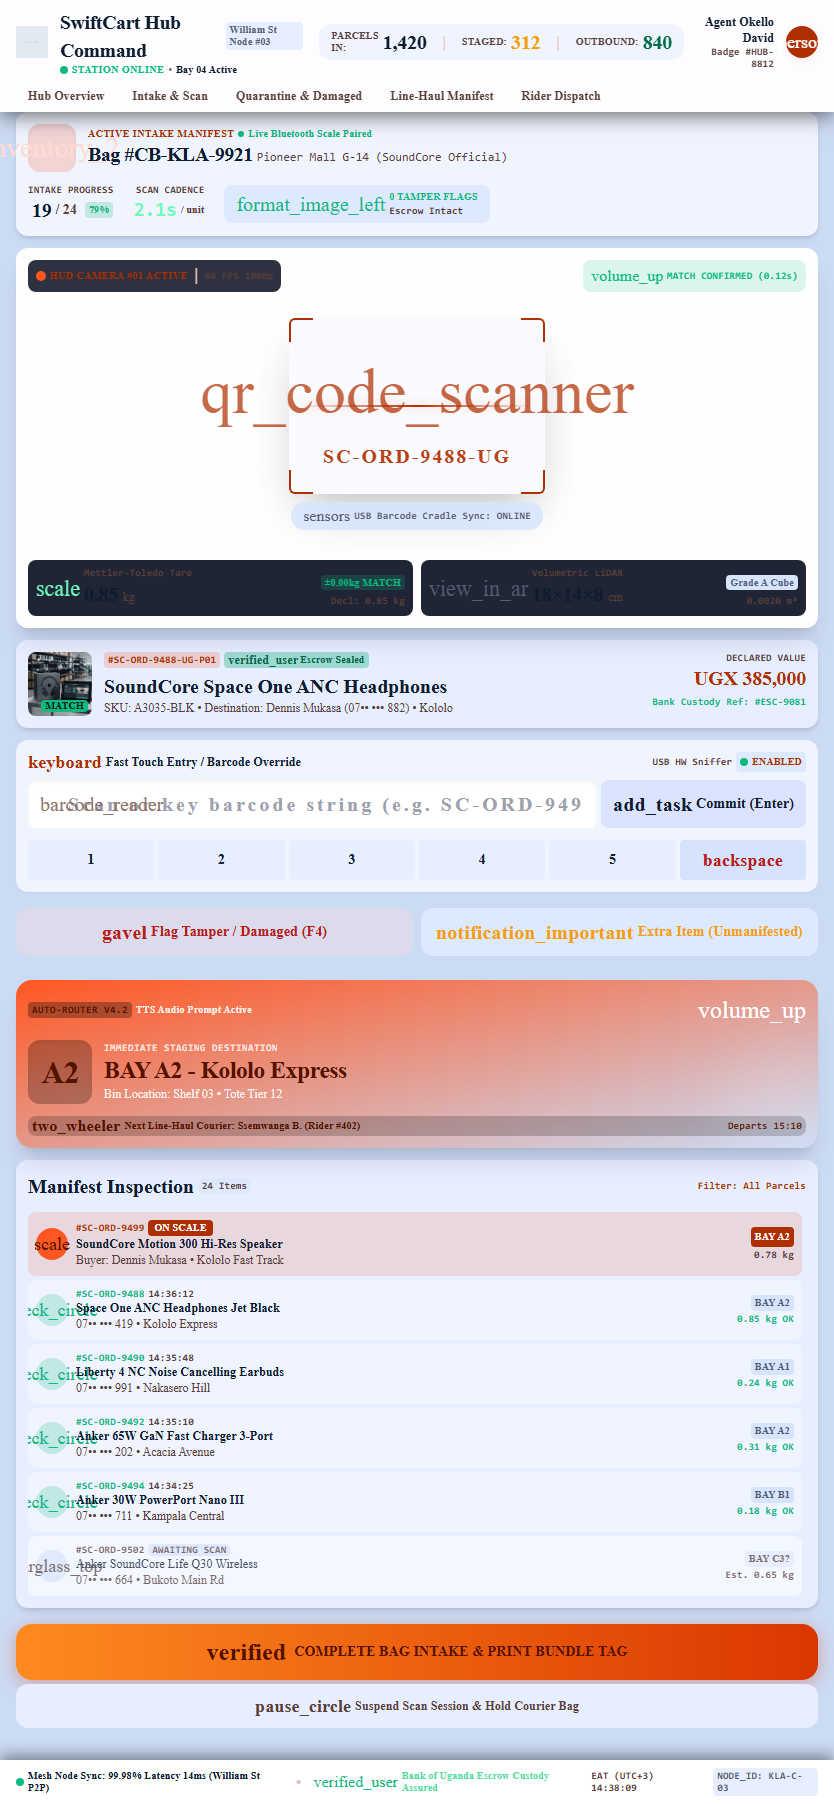 SwiftCart Hub Command
William St Node #03
STATION ONLINE • Bay 04 Active
PARCELS IN: 1,420 | STAGED: 312 | OUTBOUND: 840
Agent Okello David
Badge #HUB-8812
Hub Overview
Intake & Scan
Quarantine & Damaged
Line-Haul Manifest
Rider Dispatch
ACTIVE INTAKE MANIFEST
Live Bluetooth Scale Paired
Bag #CB-KLA-9921 Pioneer Mall G-14 (SoundCore Official)
INTAKE PROGRESS
19 / 24 79%
SCAN CADENCE
2.1s / unit
format_image_left
0 TAMPER FLAGS
Escrow Intact
HUD CAMERA #01 ACTIVE | 60 FPS 1080p
volume_up MATCH CONFIRMED (0.12s)
qr_code_scanner
SC-ORD-9488-UG
sensors USB Barcode Cradle Sync: ONLINE
scale
Mettler-Toledo Tare
0.85 kg
±0.00kg MATCH
Decl: 0.85 kg
view_in_ar
Volumetric LiDAR
18×14×8 cm
Grade A Cube
0.0020 m³
MATCH
#SC-ORD-9488-UG-P01 verified_user Escrow Sealed
SoundCore Space One ANC Headphones
SKU: A3035-BLK • Destination: Dennis Mukasa (07•• ••• 882) • Kololo
DECLARED VALUE
UGX 385,000
Bank Custody Ref: #ESC-9081
keyboard Fast Touch Entry / Barcode Override
USB HW Sniffer ENABLED
barcode_reader
key barcode string (e.g. SC-ORD-949
add_task Commit (Enter)
1
2
3
4
5
backspace
gavel Flag Tamper / Damaged (F4)
notification_important Extra Item (Unmanifested)
AUTO-ROUTER V4.2 TTS Audio Prompt Active
volume_up
A2
IMMEDIATE STAGING DESTINATION
BAY A2 - Kololo Express
Bin Location: Shelf 03 • Tote Tier 12
two_wheeler Next Line-Haul Courier: Ssemwanga B. (Rider #402)
Departs 15:10
Manifest Inspection 24 Items
Filter: All Parcels
scale
#SC-ORD-9499 ON SCALE
SoundCore Motion 300 Hi-Res Speaker
Buyer: Dennis Mukasa • Kololo Fast Track
BAY A2
0.78 kg
#SC-ORD-9488 14:36:12
Space One ANC Headphones Jet Black
07•• ••• 419 • Kololo Express
BAY A2
0.85 kg OK
#SC-ORD-9490 14:35:48
Liberty 4 NC Noise Cancelling Earbuds
07•• ••• 991 • Nakasero Hill
BAY A1
0.24 kg OK
#SC-ORD-9492 14:35:10
Anker 65W GaN Fast Charger 3-Port
07•• ••• 202 • Acacia Avenue
BAY A2
0.31 kg OK
#SC-ORD-9494 14:34:25
Anker 30W PowerPort Nano III
07•• ••• 711 • Kampala Central
BAY B1
0.18 kg OK
#SC-ORD-9502 AWAITING SCAN
Anker SoundCore Life Q30 Wireless
07•• ••• 664 • Bukoto Main Rd
BAY C3?
Est. 0.65 kg
verified COMPLETE BAG INTAKE & PRINT BUNDLE TAG
pause_circle Suspend Scan Session & Hold Courier Bag
Mesh Node Sync: 99.98% Latency 14ms (William St P2P)
•
verified_user Bank of Uganda Escrow Custody Assured
EAT (UTC+3) 14:38:09
NODE_ID: KLA-C-03